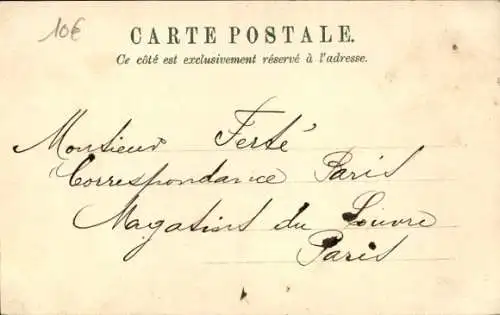 10€
CARTE POSTALE.
Ce côté est exclusivement réservé à l'adresse.
Monsieur Ferté
Correspondance Paris
Magasins du Louvre
Paris